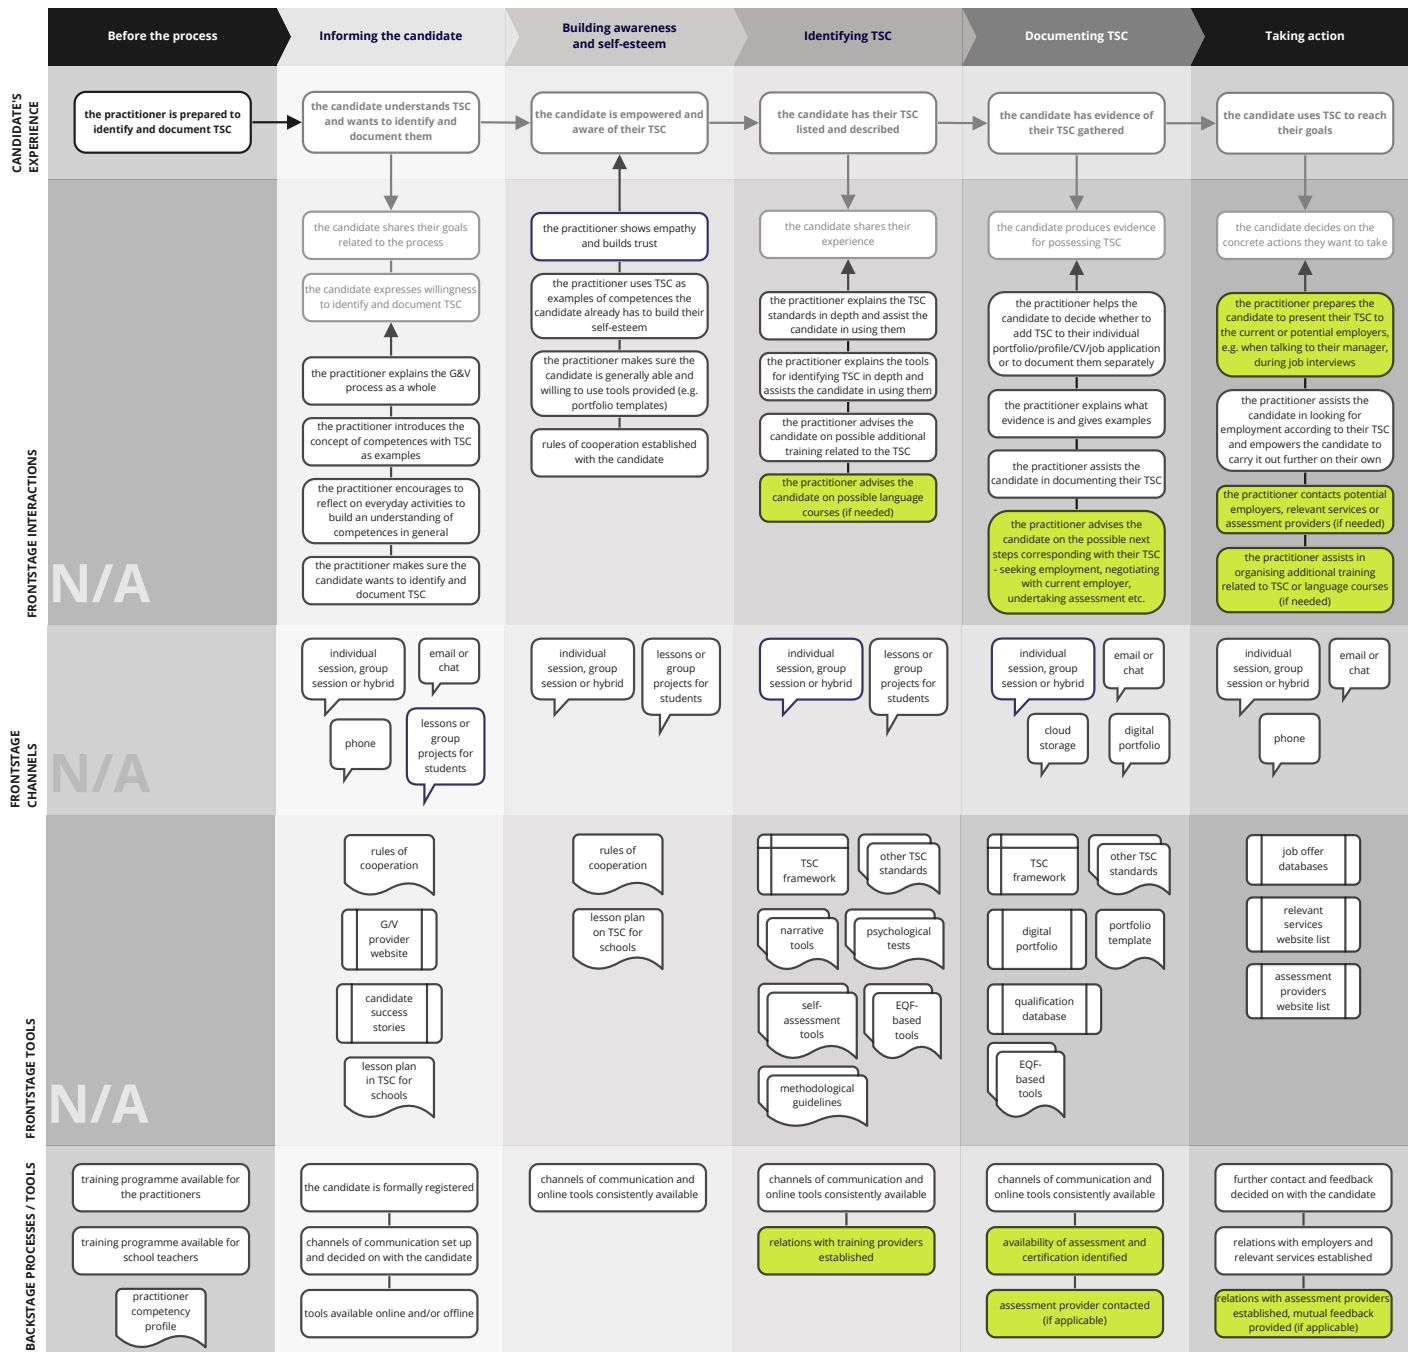 Before the process
Informing the candidate
Building awareness
and self-esteem
Identifying TSC
Documenting TSC
Taking action
CANDIDATE'S
EXPERIENCE
the practitioner is prepared to
identify and document TSC
the candidate understands TSC
and wants to identify and
document them
the candidate is empowered and
aware of their TSC
the candidate has their TSC
listed and described
the candidate has evidence of
their TSC gathered
the candidate uses TSC to reach
their goals
FRONTSTAGE INTERACTIONS
N/A
the candidate shares their goals
related to the process
the candidate expresses willingness
to identify and document TSC
the practitioner explains the G&V
process as a whole
the practitioner introduces the
concept of competences with TSC
as examples
the practitioner encourages to
reflect on everyday activities to
build an understanding of
competences in general
the practitioner makes sure the
candidate wants to identify and
document TSC
the practitioner shows empathy
and builds trust
the practitioner uses TSC as
examples of competences the
candidate already has to build their
self-esteem
the practitioner makes sure the
candidate is generally able and
willing to use tools provided (e.g.
portfolio templates)
rules of cooperation established
with the candidate
the candidate shares their
experience
the practitioner explains the TSC
standards in depth and assist the
candidate in using them
the practitioner explains the tools
for identifying TSC in depth and
assists the candidate in using them
the practitioner advises the
candidate on possible additional
training related to the TSC
the practitioner advises the
candidate on possible language
courses (if needed)
the candidate produces evidence
for possessing TSC
the practitioner helps the
candidate to decide whether to
add TSC to their individual
portfolio/profile/CV/job application
or to document them separately
the practitioner explains what
evidence is and gives examples
the practitioner assists the
candidate in documenting their TSC
the practitioner advises the
candidate on the possible next
steps corresponding with their TSC
- seeking employment, negotiating
with current employer,
undertaking assessment etc.
the candidate decides on the
concrete actions they want to take
the practitioner prepares the
candidate to present their TSC to
the current or potential employers,
e.g. when talking to their manager,
during job interviews
the practitioner assists the
candidate in looking for
employment according to their TSC
and empowers the candidate to
carry it out further on their own
the practitioner contacts potential
employers, relevant services or
assessment providers (if needed)
the practitioner assists in
organising additional training
related to TSC or language courses
(if needed)
FRONTSTAGE
CHANNELS
N/A
individual
session, group
session or hybrid
email or
chat
phone
lessons or
group
projects for
students
individual
session, group
session or hybrid
lessons or
group
projects for
students
individual
session, group
session or hybrid
lessons or
group
projects for
students
individual
session, group
session or hybrid
email or
chat
cloud
storage
digital
portfolio
individual
session, group
session or hybrid
email or
chat
phone
FRONTSTAGE TOOLS
N/A
rules of
cooperation
G/V
provider
website
candidate
success
stories
lesson plan
in TSC for
schools
rules of
cooperation
lesson plan
on TSC for
schools
TSC
framework
other TSC
standards
narrative
tools
psychological
tests
self-
assessment
tools
EQF-
based
tools
methodological
guidelines
TSC
framework
other TSC
standards
digital
portfolio
portfolio
template
qualification
database
EQF-
based
tools
job offer
databases
relevant
services
website list
assessment
providers
website list
BACKSTAGE PROCESSES / TOOLS
training programme available for
the practitioners
training programme available for
school teachers
practitioner
competency
profile
the candidate is formally registered
channels of communication set up
and decided on with the candidate
tools available online and/or offline
channels of communication and
online tools consistently available
channels of communication and
online tools consistently available
relations with training providers
established
channels of communication and
online tools consistently available
availability of assessment and
certification identified
assessment provider contacted
(if applicable)
further contact and feedback
decided on with the candidate
relations with employers and
relevant services established
relations with assessment providers
established, mutual feedback
provided (if applicable)